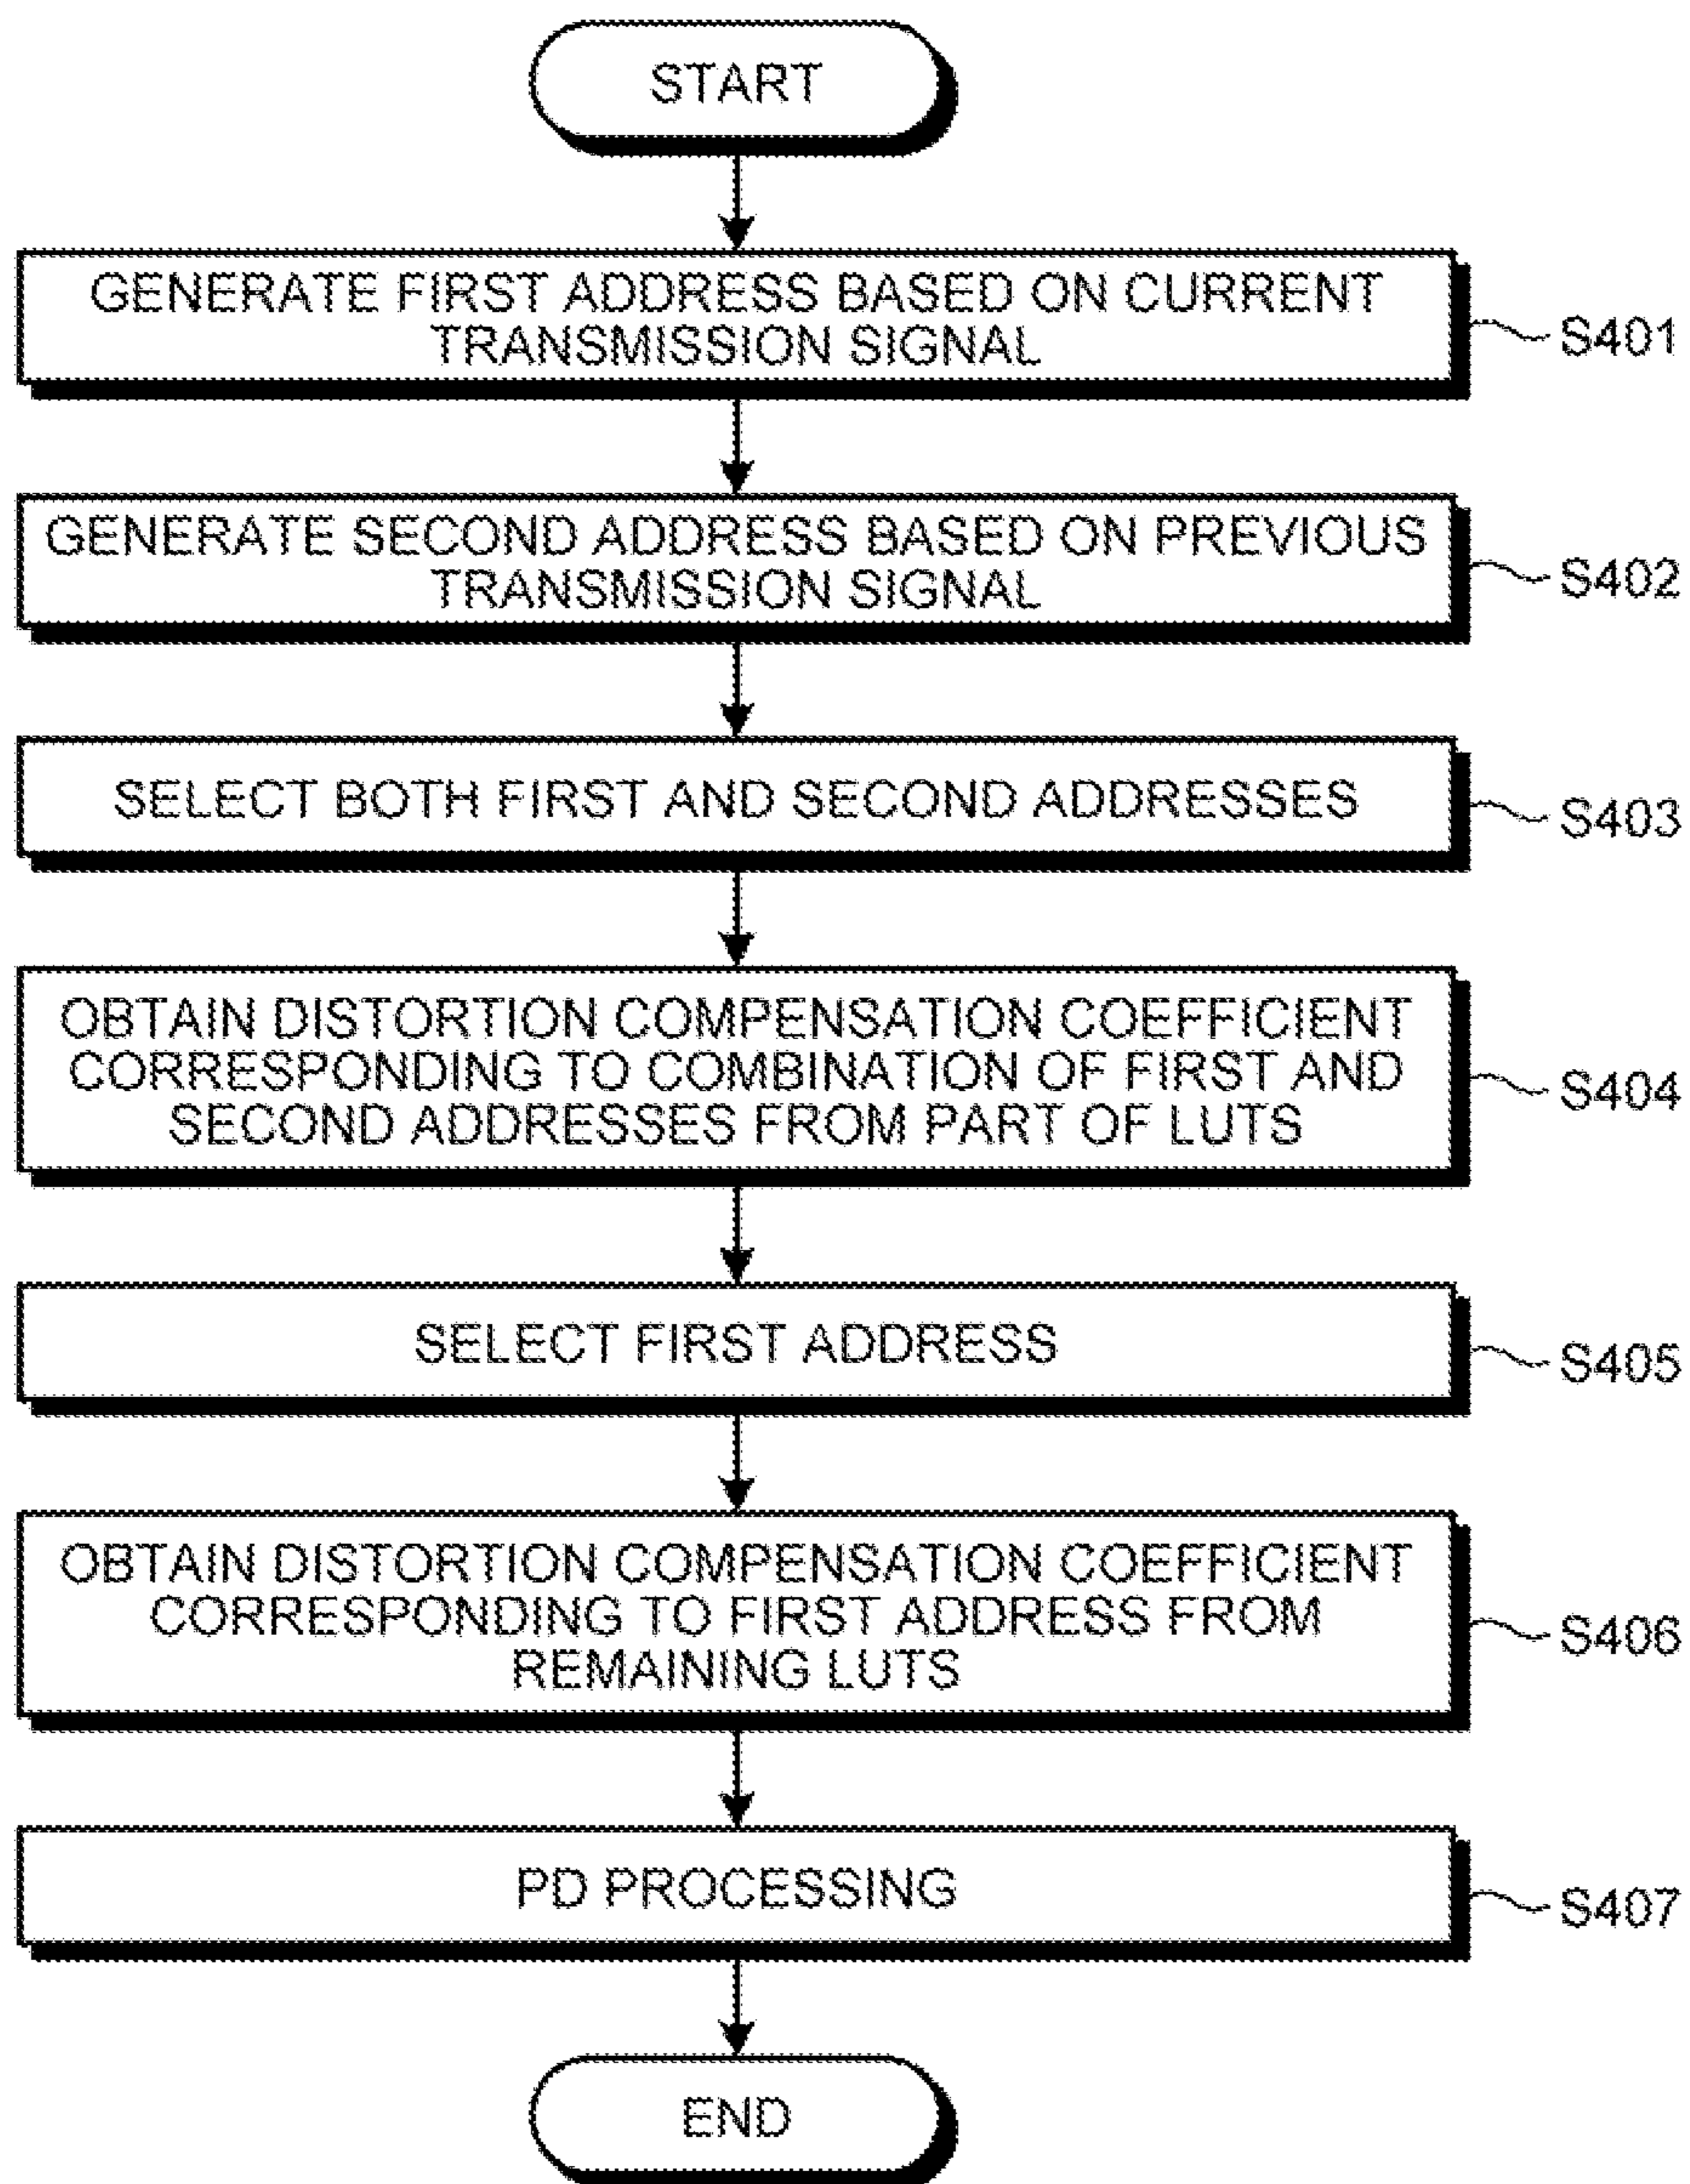 START
GENERATE FIRST ADDRESS BASED ON CURRENT
TRANSMISSION SIGNAL
S401
GENERATE SECOND ADDRESS BASED ON PREVIOUS
TRANSMISSION SIGNAL
S402
SELECT BOTH FIRST AND SECOND ADDRESSES
S403
OBTAIN DISTORTION COMPENSATION COEFFICIENT
CORRESPONDING TO COMBINATION OF FIRST AND
SECOND ADDRESSES FROM PART OF LUTS
S404
SELECT FIRST ADDRESS
S405
OBTAIN DISTORTION COMPENSATION COEFFICIENT
CORRESPONDING TO FIRST ADDRESS FROM
REMAINING LUTS
S406
PD PROCESSING
S407
END